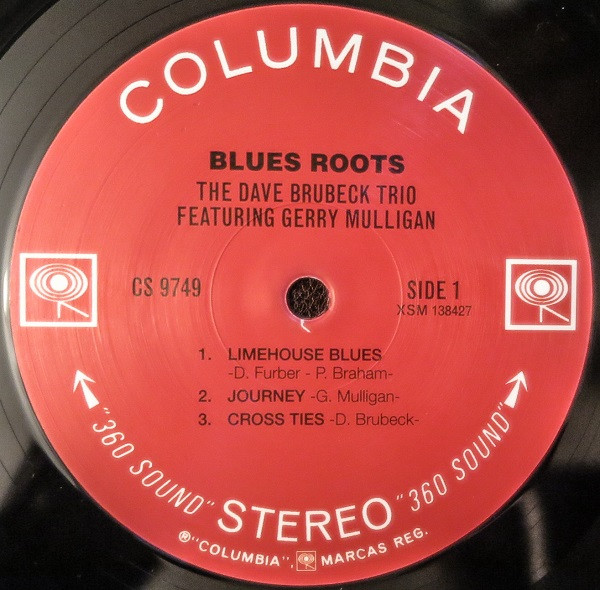 COLUMBIA
BLUES ROOTS
THE DAVE BRUBECK TRIO
FEATURING GERRY MULLIGAN
CS 9749
SIDE 1
XSM 138427
1. LIMEHOUSE BLUES
-D. Furber - P. Braham-
2. JOURNEY -G. Mulligan-
3. CROSS TIES -D. Brubeck-
"360 SOUND" STEREO "360 SOUND"
®"COLUMBIA", MARCAS REG.